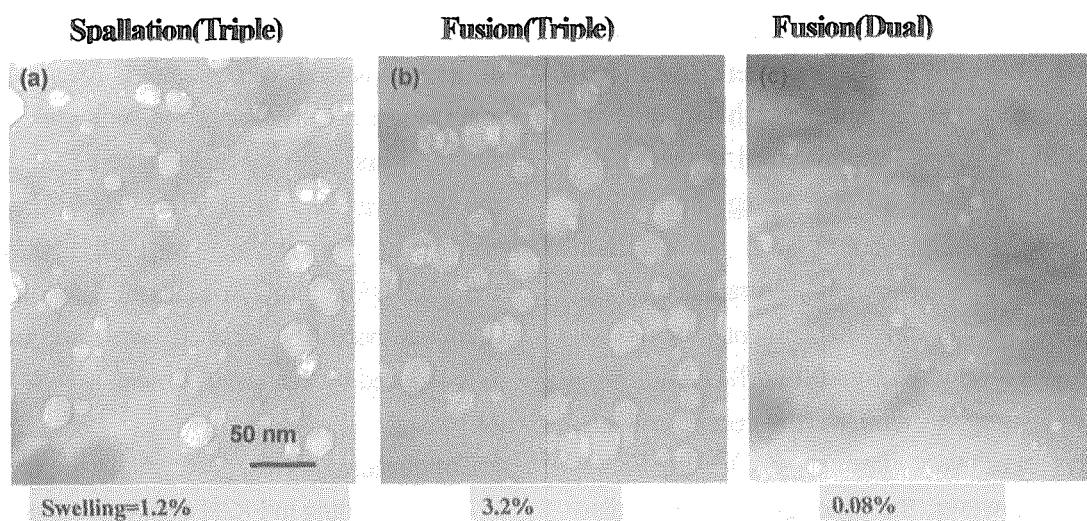 Spallation(Triple) Fusion(Triple) Fusion(Dual)
(a) (b) (c)
50 nm
Swelling=1.2% 3.2% 0.08%